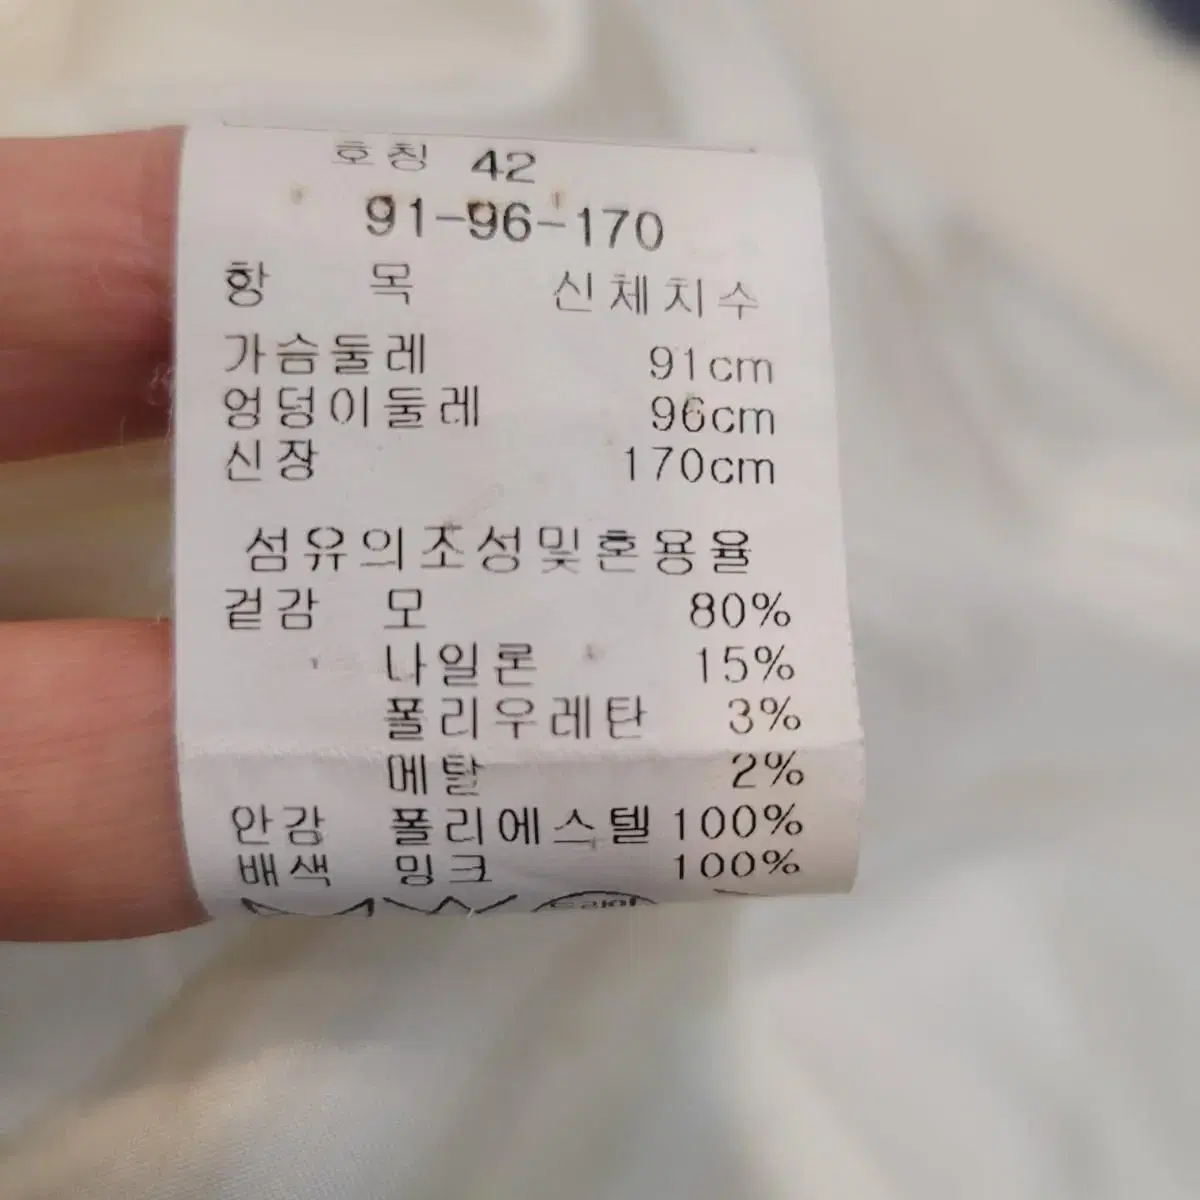 호칭 42
91-96-170
항 목 신체치수
가슴둘레 91cm
엉덩이둘레 96cm
신장 170cm
섬유의조성및혼용율
겉감 모 80%
나일론 15%
폴리우레탄 3%
메탈 2%
안감 폴리에스텔 100%
배색 밍크 100%
드라이